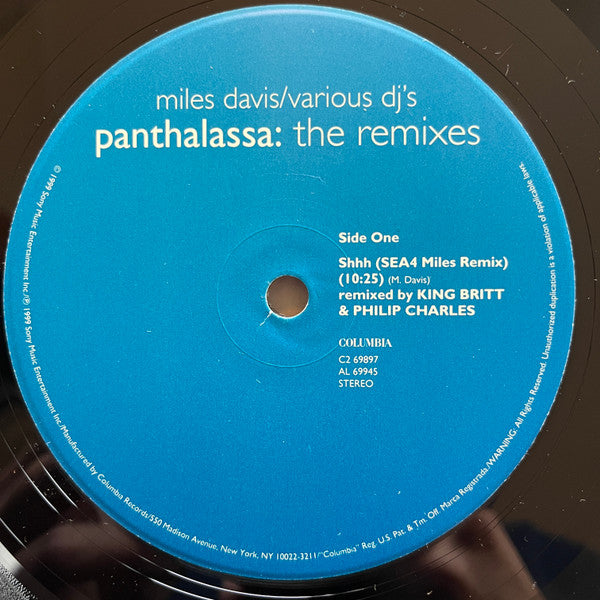 miles davis/various dj's
panthalassa: the remixes
Side One
Shhh (SEA4 Miles Remix)
(10:25) (M. Davis)
remixed by KING BRITT
& PHILIP CHARLES
COLUMBIA
C2 69897
AL 69945
STEREO
© 1999 Sony Music Entertainment Inc./℗ 1999 Sony Music Entertainment Inc./Manufactured by Columbia Records/550 Madison Avenue, New York, NY 10022-3211/"Columbia" Reg. U.S. Pat. & Tm. Off. Marca Registrada./WARNING: All Rights Reserved. Unauthorized duplication is a violation of applicable laws.